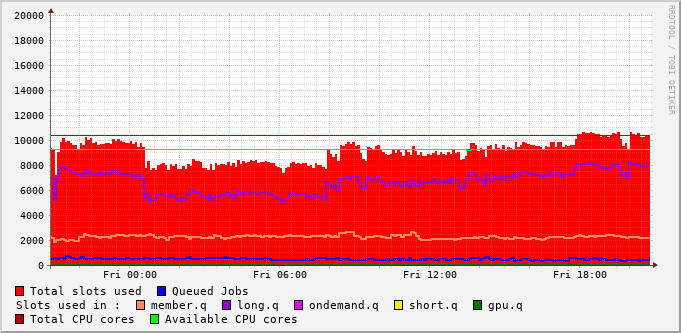 RRDTOOL / TOBI OETIKER
20000
18000
16000
14000
12000
10000
8000
6000
4000
2000
0
Fri 00:00 Fri 06:00 Fri 12:00 Fri 18:00
Total slots used Queued Jobs
Slots used in : member.q long.q ondemand.q short.q gpu.q
Total CPU cores Available CPU cores